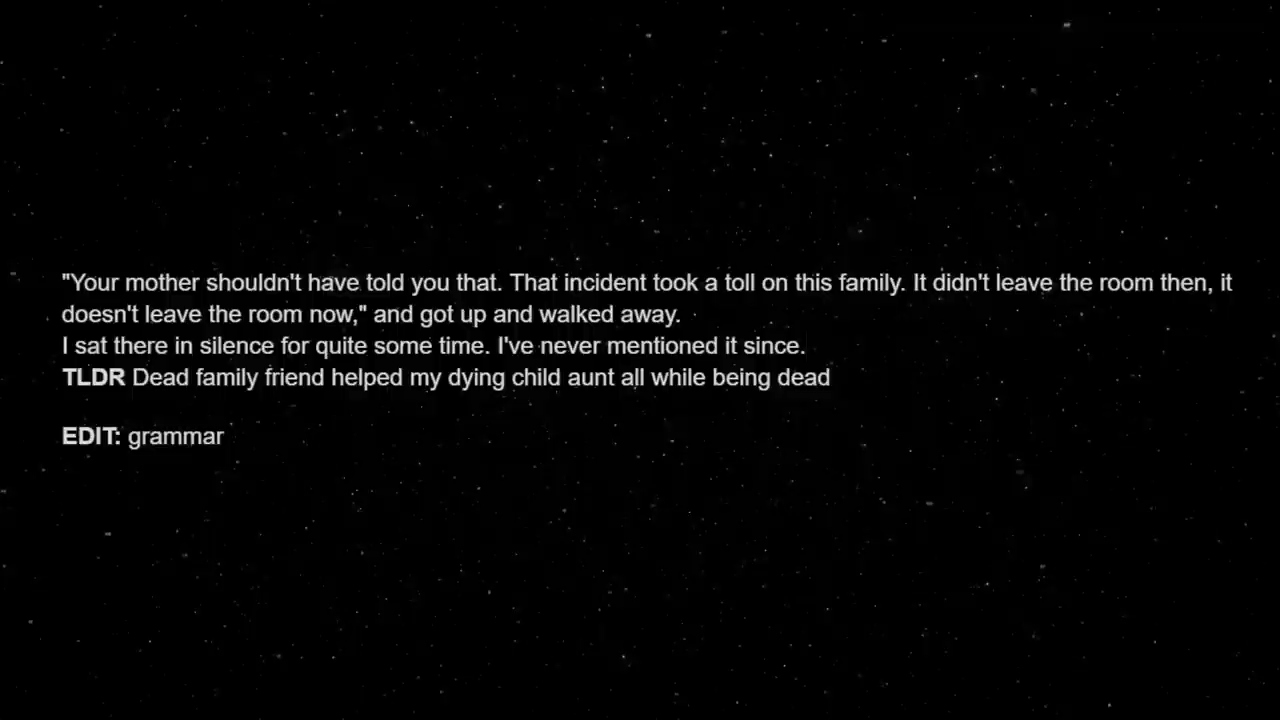 "Your mother shouldn't have told you that. That incident took a toll on this family. It didn't leave the room then, it
doesn't leave the room now," and got up and walked away.
I sat there in silence for quite some time. I've never mentioned it since.
TLDR Dead family friend helped my dying child aunt all while being dead
EDIT: grammar